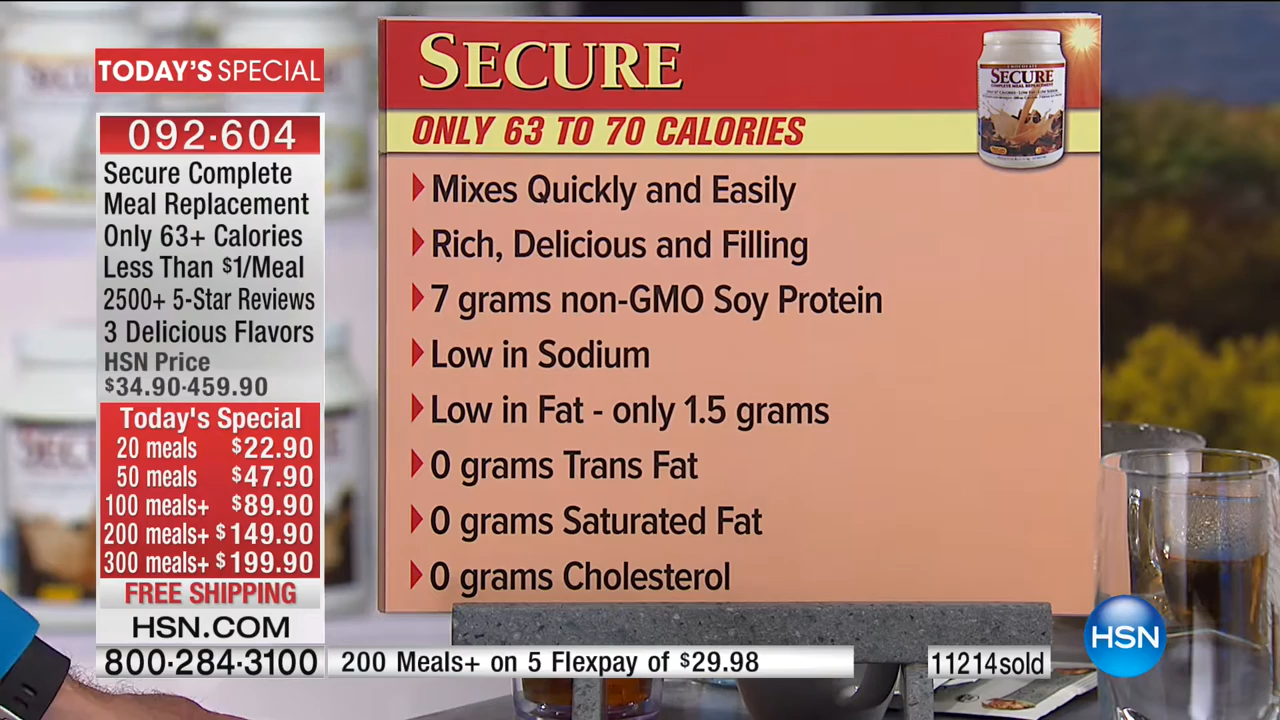 TODAY'S SPECIAL
092·604
Secure Complete
Meal Replacement
Only 63+ Calories
Less Than $1/Meal
2500+ 5-Star Reviews
3 Delicious Flavors
HSN Price
$34.90-459.90
Today's Special
20 meals $22.90
50 meals $47.90
100 meals+ $89.90
200 meals+ $149.90
300 meals+ $199.90
FREE SHIPPING
HSN.COM
800·284·3100
200 Meals+ on 5 Flexpay of $29.98
11214sold
HSN
SECURE
ONLY 63 TO 70 CALORIES
Mixes Quickly and Easily
Rich, Delicious and Filling
7 grams non-GMO Soy Protein
Low in Sodium
Low in Fat - only 1.5 grams
0 grams Trans Fat
0 grams Saturated Fat
0 grams Cholesterol
CHOCOLATE
SECURE
COMPLETE MEAL REPLACEMENT